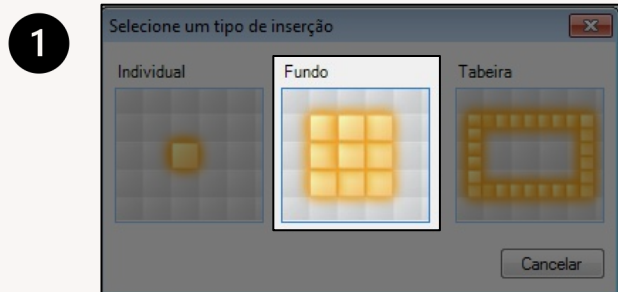 1
Selecione um tipo de inserção
Individual
Fundo
Tabeira
Cancelar